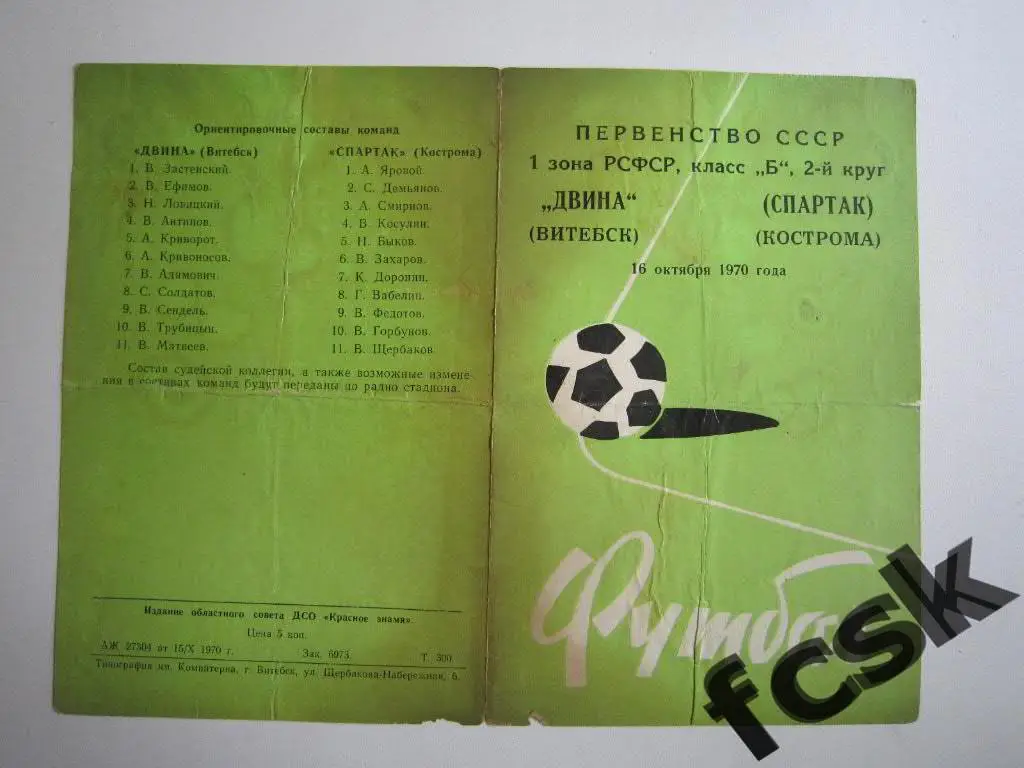 Ориентировочные составы команд
«ДВИНА» (Витебск)
1. В. Застенский.
2. В. Ефимов.
3. Н. Ловицкий.
4. В. Антипов.
5. А. Криворот.
6. А. Кривоносов.
7. В. Адамович.
8. С. Солдатов.
9. В. Сендель.
10. В. Трубицын.
11. В. Матвеев.
«СПАРТАК» (Кострома)
1. А. Яровой.
2. С. Демьянов.
3. А. Смирнов.
4. В. Косулин.
5. Н. Быков.
6. В. Захаров.
7. К. Доронин.
8. Г. Вабелин.
9. В. Федотов.
10. В. Горбунов.
11. В. Щербаков.
Состав судейской коллегии, а также возможные измене-
ния в составах команд будут переданы по радио стадиона.
Издание областного совета ДСО «Красное знамя».
Цена 5 коп.
АЖ 27304 от 15/X 1970 г. Зак. 6973. Т. 300
Типография им. Коминтерна, г. Витебск, ул. Щербакова-Набережная, 6.
ПЕРВЕНСТВО СССР
1 зона РСФСР, класс „Б“, 2-й круг
„ДВИНА“ (СПАРТАК)
(ВИТЕБСК) (КОСТРОМА)
16 октября 1970 года
Футбол
fcsk